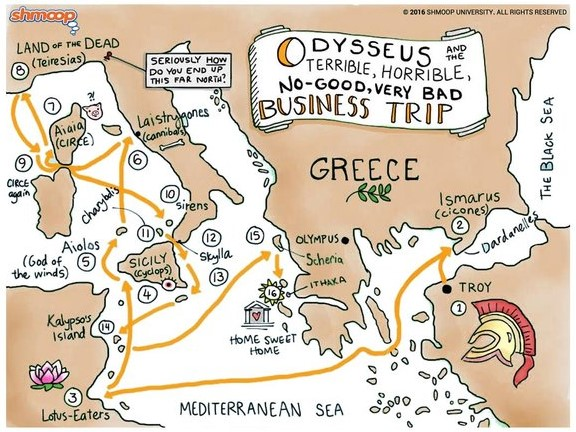 shmoop
© 2016 SHMOOP UNIVERSITY. ALL RIGHTS RESERVED
LAND OF THE DEAD
(Teiresias)
8
SERIOUSLY HOW
DO YOU END UP
THIS FAR NORTH?
ODYSSEUS AND THE
TERRIBLE, HORRIBLE,
NO-GOOD, VERY BAD
BUSINESS TRIP
THE BLACK SEA
7
?!
Aiaia
(CIRCE)
Laistrygones
(cannibals)
6
9
CIRCE
again
GREECE
10
Sirens
Charybdis
11
12
Skylla
13
Ismarus
(cicones)
2
Dardanelles
Aiolos
(God of
the winds)
5
SICILY
(cyclops)
4
15
OLYMPUS
Scheria
ITHAKA
16
TROY
1
HOME SWEET
HOME
Kalypso's
Island
14
3
Lotus-Eaters
MEDITERRANEAN SEA